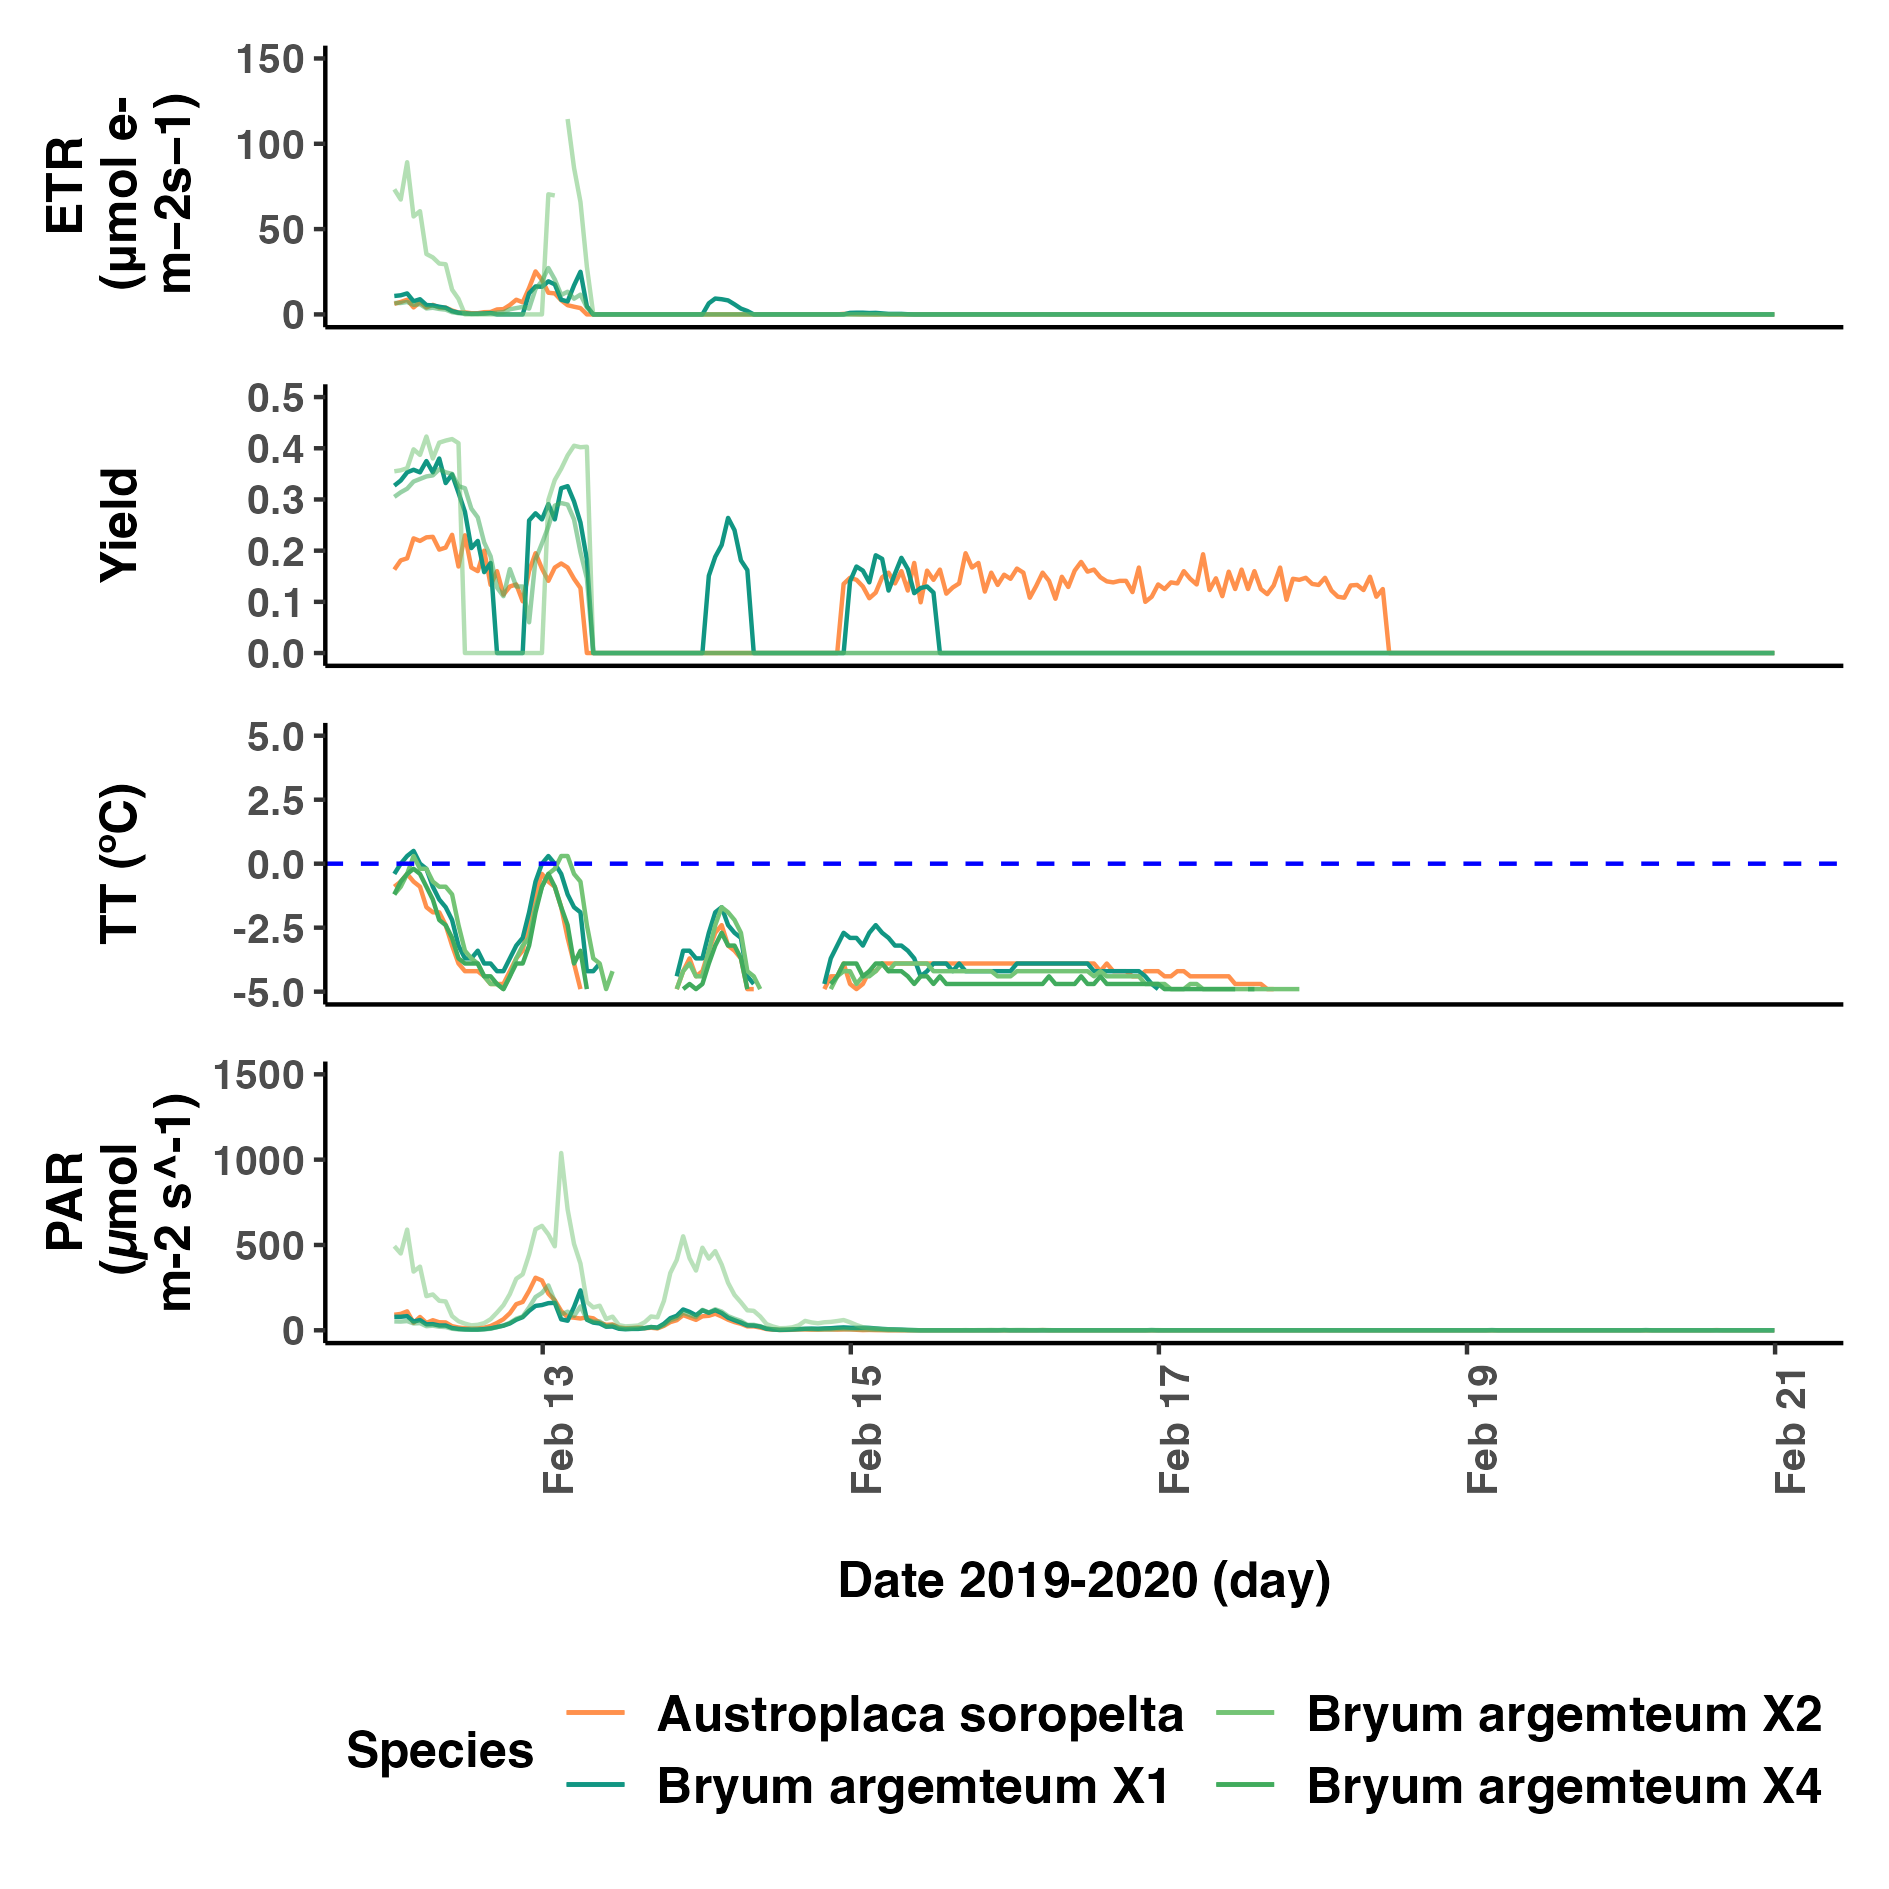 ETR
(µmol e-
m−2s−1)
150
100
50
0
Yield
0.5
0.4
0.3
0.2
0.1
0.0
TT (ºC)
5.0
2.5
0.0
-2.5
-5.0
PAR
(µmol
m-2 s^-1)
1500
1000
500
0
Feb 13
Feb 15
Feb 17
Feb 19
Feb 21
Date 2019-2020 (day)
Species
Austroplaca soropelta
Bryum argemteum X1
Bryum argemteum X2
Bryum argemteum X4